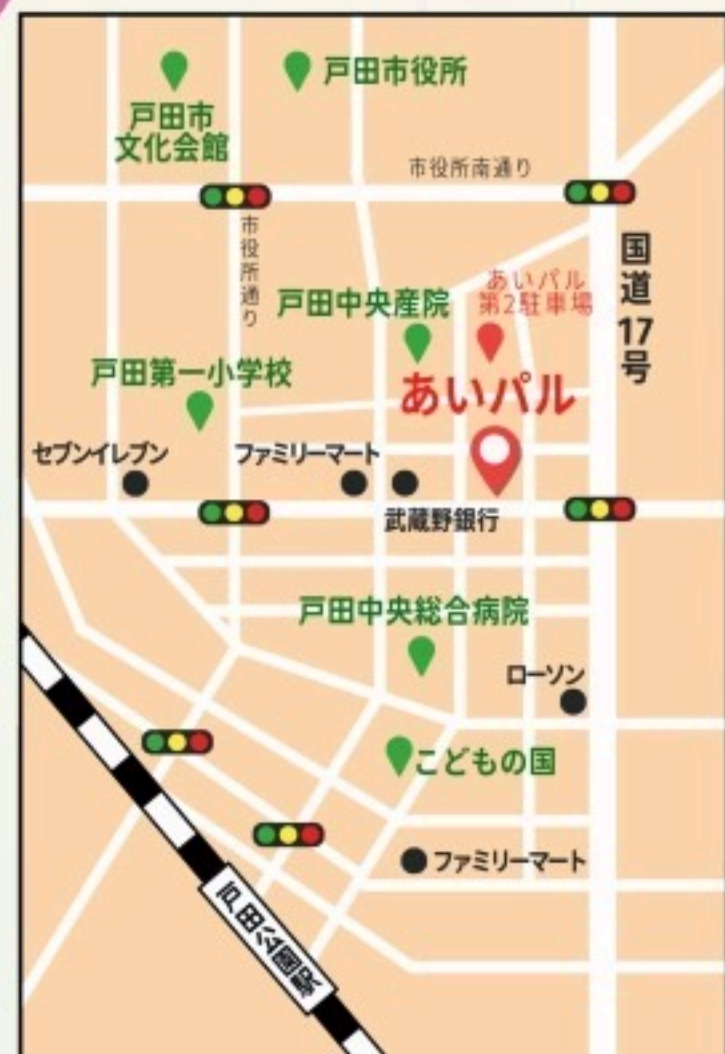 戸田市役所
戸田市
文化会館
市役所南通り
市役所通り
国道17号
あいパル
第2駐車場
戸田中央産院
戸田第一小学校
あいパル
セブンイレブン
ファミリーマート
武蔵野銀行
戸田中央総合病院
ローソン
こどもの国
ファミリーマート
戸田公園駅